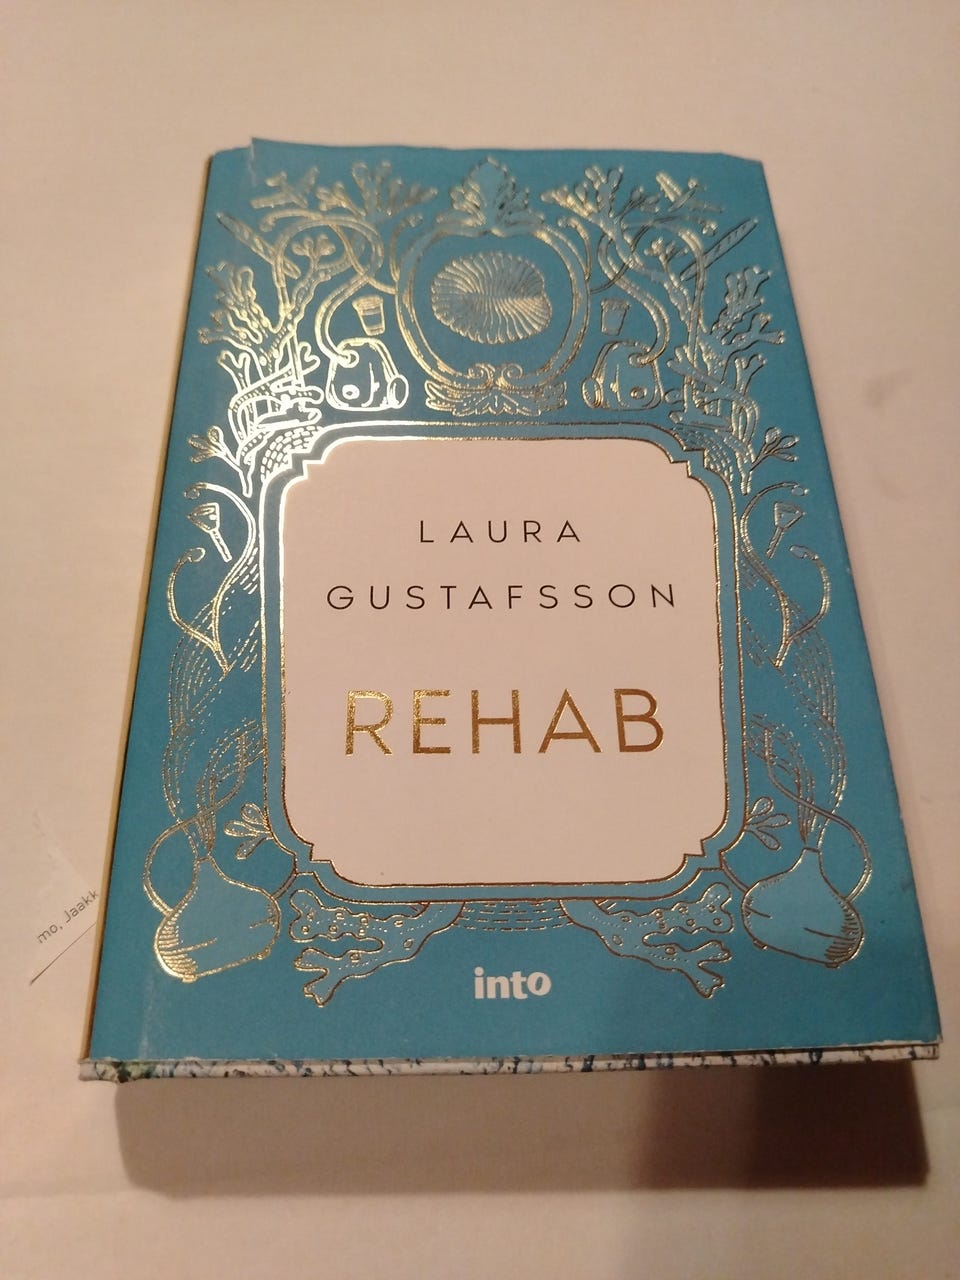 LAURA
GUSTAFSSON
REHAB
into
mo, Jaakk